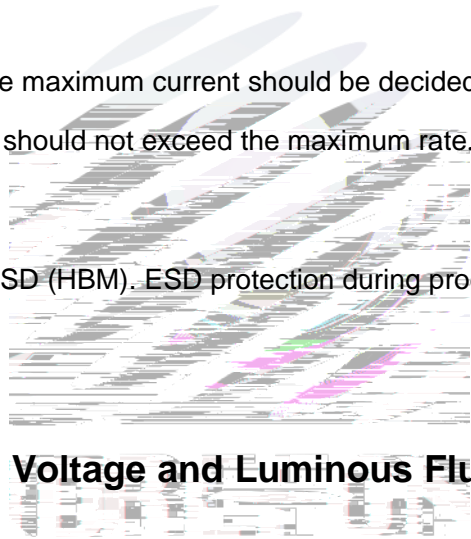 e maximum current should be decided
should not exceed the maximum rate.
SD (HBM). ESD protection during pro
Voltage and Luminous Flu